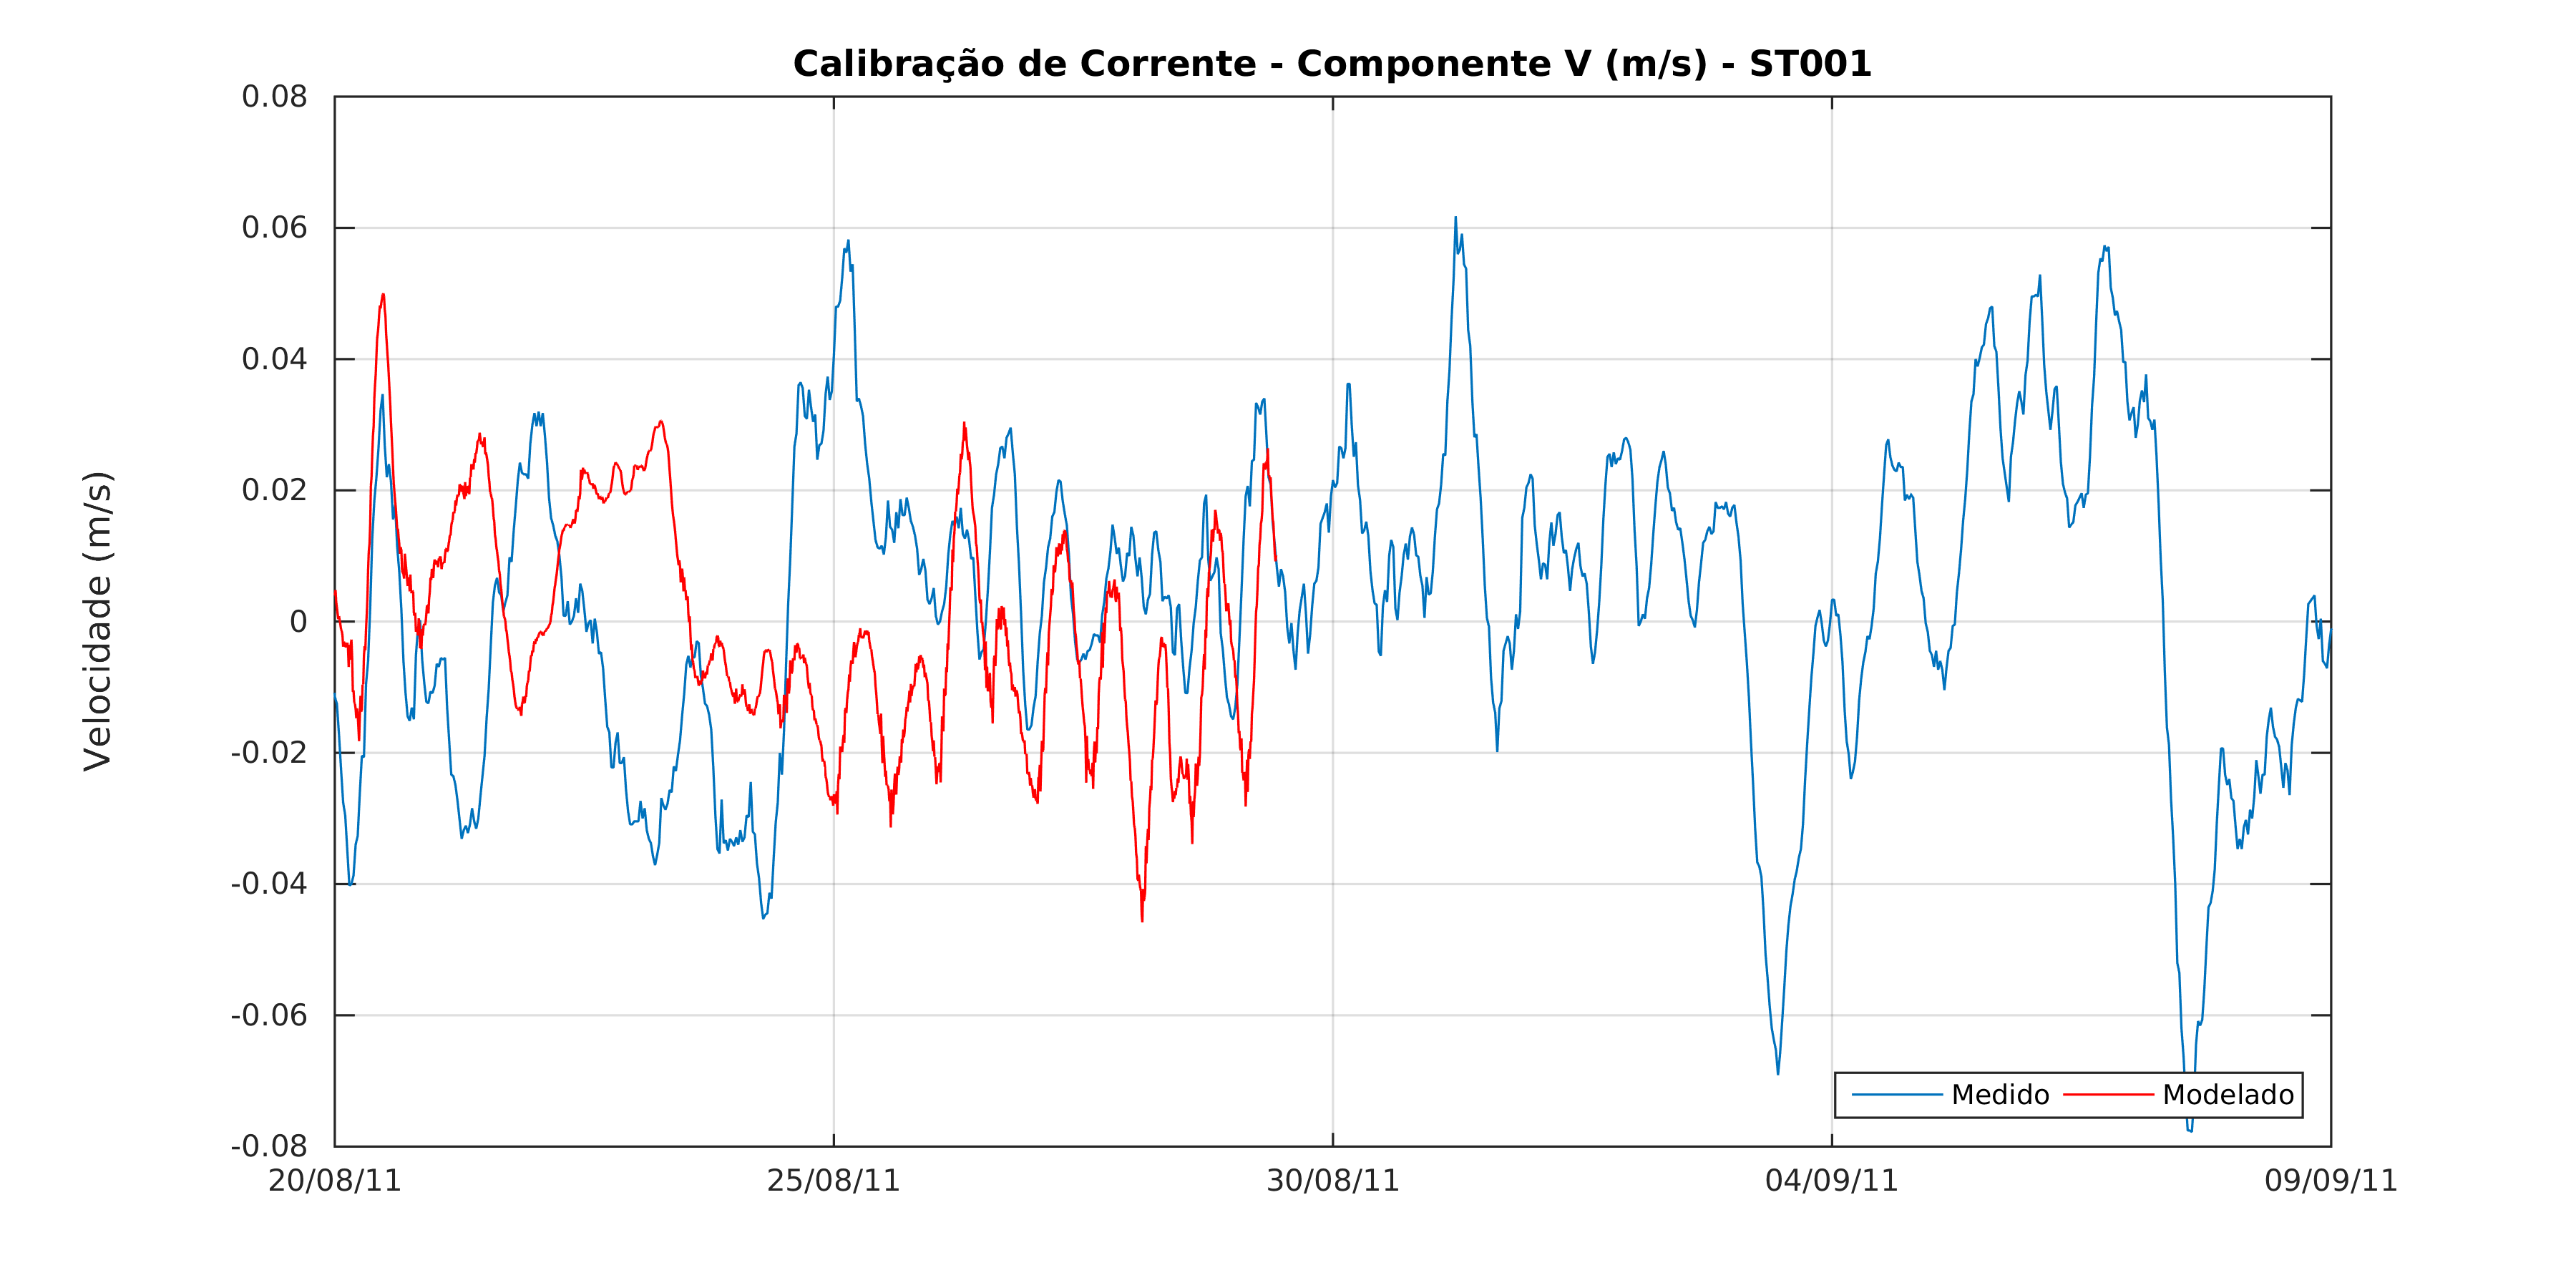 Calibração de Corrente - Componente V (m/s) - ST001
0.08
0.06
0.04
0.02
0
-0.02
-0.04
-0.06
-0.08
Velocidade (m/s)
20/08/11 25/08/11 30/08/11 04/09/11 09/09/11
Medido Modelado